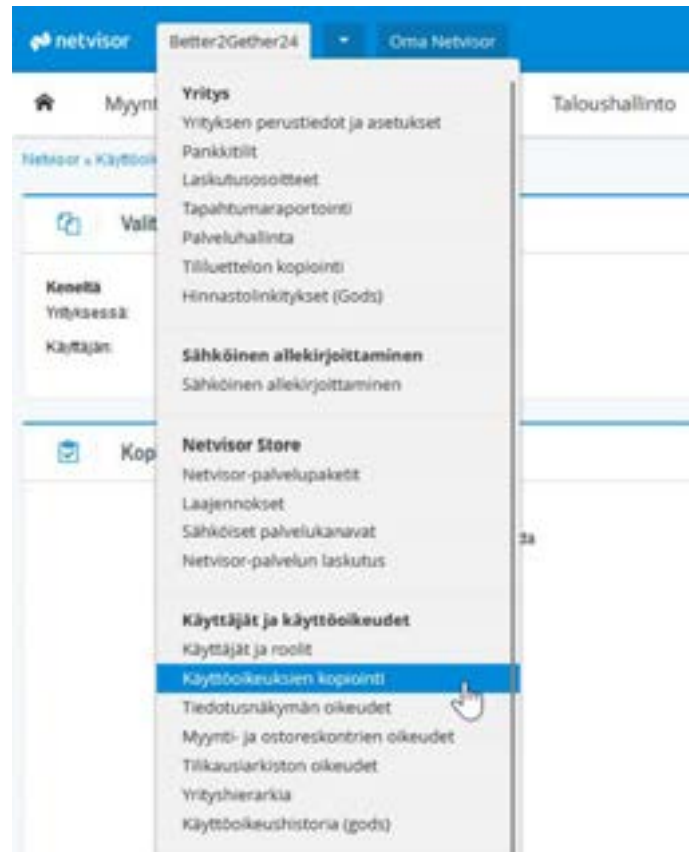 netvisor Better2Gether24 Oma Netvisor
Myynt Taloushallinto
Netvisor » Käyttöoik
Yritys
Yrityksen perustiedot ja asetukset
Pankkitilit
Laskutusosoitteet
Tapahtumaraportointi
Palveluhallinta
Tililuettelon kopiointi
Hinnastolinkitykset (Gods)
Valit
Keneltä
Yrityksessä:
Käyttäjän:
Sähköinen allekirjoittaminen
Sähköinen allekirjoittaminen
Kop
Netvisor Store
Netvisor-palvelupaketit
Laajennokset
Sähköiset palvelukanavat
Netvisor-palvelun laskutus
da
Käyttäjät ja käyttöoikeudet
Käyttäjät ja roolit
Käyttöoikeuksien kopiointi
Tiedotusnäkymän oikeudet
Myynti- ja ostoreskontrien oikeudet
Tilikausiarkiston oikeudet
Yrityshierarkia
Käyttöoikeushistoria (gods)